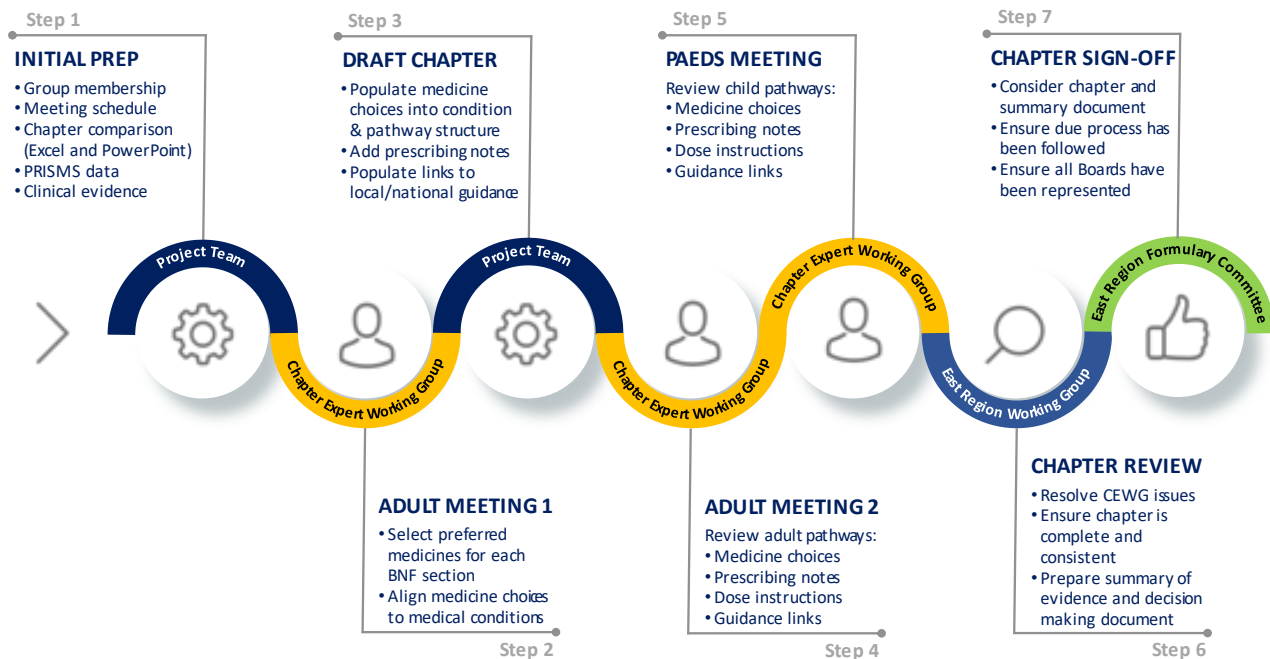 Step 1
INITIAL PREP
• Group membership
• Meeting schedule
• Chapter comparison
(Excel and PowerPoint)
• PRISMS data
• Clinical evidence
Step 3
DRAFT CHAPTER
• Populate medicine
choices into condition
& pathway structure
• Add prescribing notes
• Populate links to
local/national guidance
Step 5
PAEDS MEETING
Review child pathways:
• Medicine choices
• Prescribing notes
• Dose instructions
• Guidance links
Step 7
CHAPTER SIGN-OFF
• Consider chapter and
summary document
• Ensure due process has
been followed
• Ensure all Boards have
been represented
Project Team
Chapter Expert Working Group
Project Team
Chapter Expert Working Group
Chapter Expert Working Group
East Region Working Group
East Region Formulary Committee
ADULT MEETING 1
• Select preferred
medicines for each
BNF section
• Align medicine choices
to medical conditions
Step 2
ADULT MEETING 2
Review adult pathways:
• Medicine choices
• Prescribing notes
• Dose instructions
• Guidance links
Step 4
CHAPTER REVIEW
• Resolve CEWG issues
• Ensure chapter is
complete and
consistent
• Prepare summary of
evidence and decision
making document
Step 6